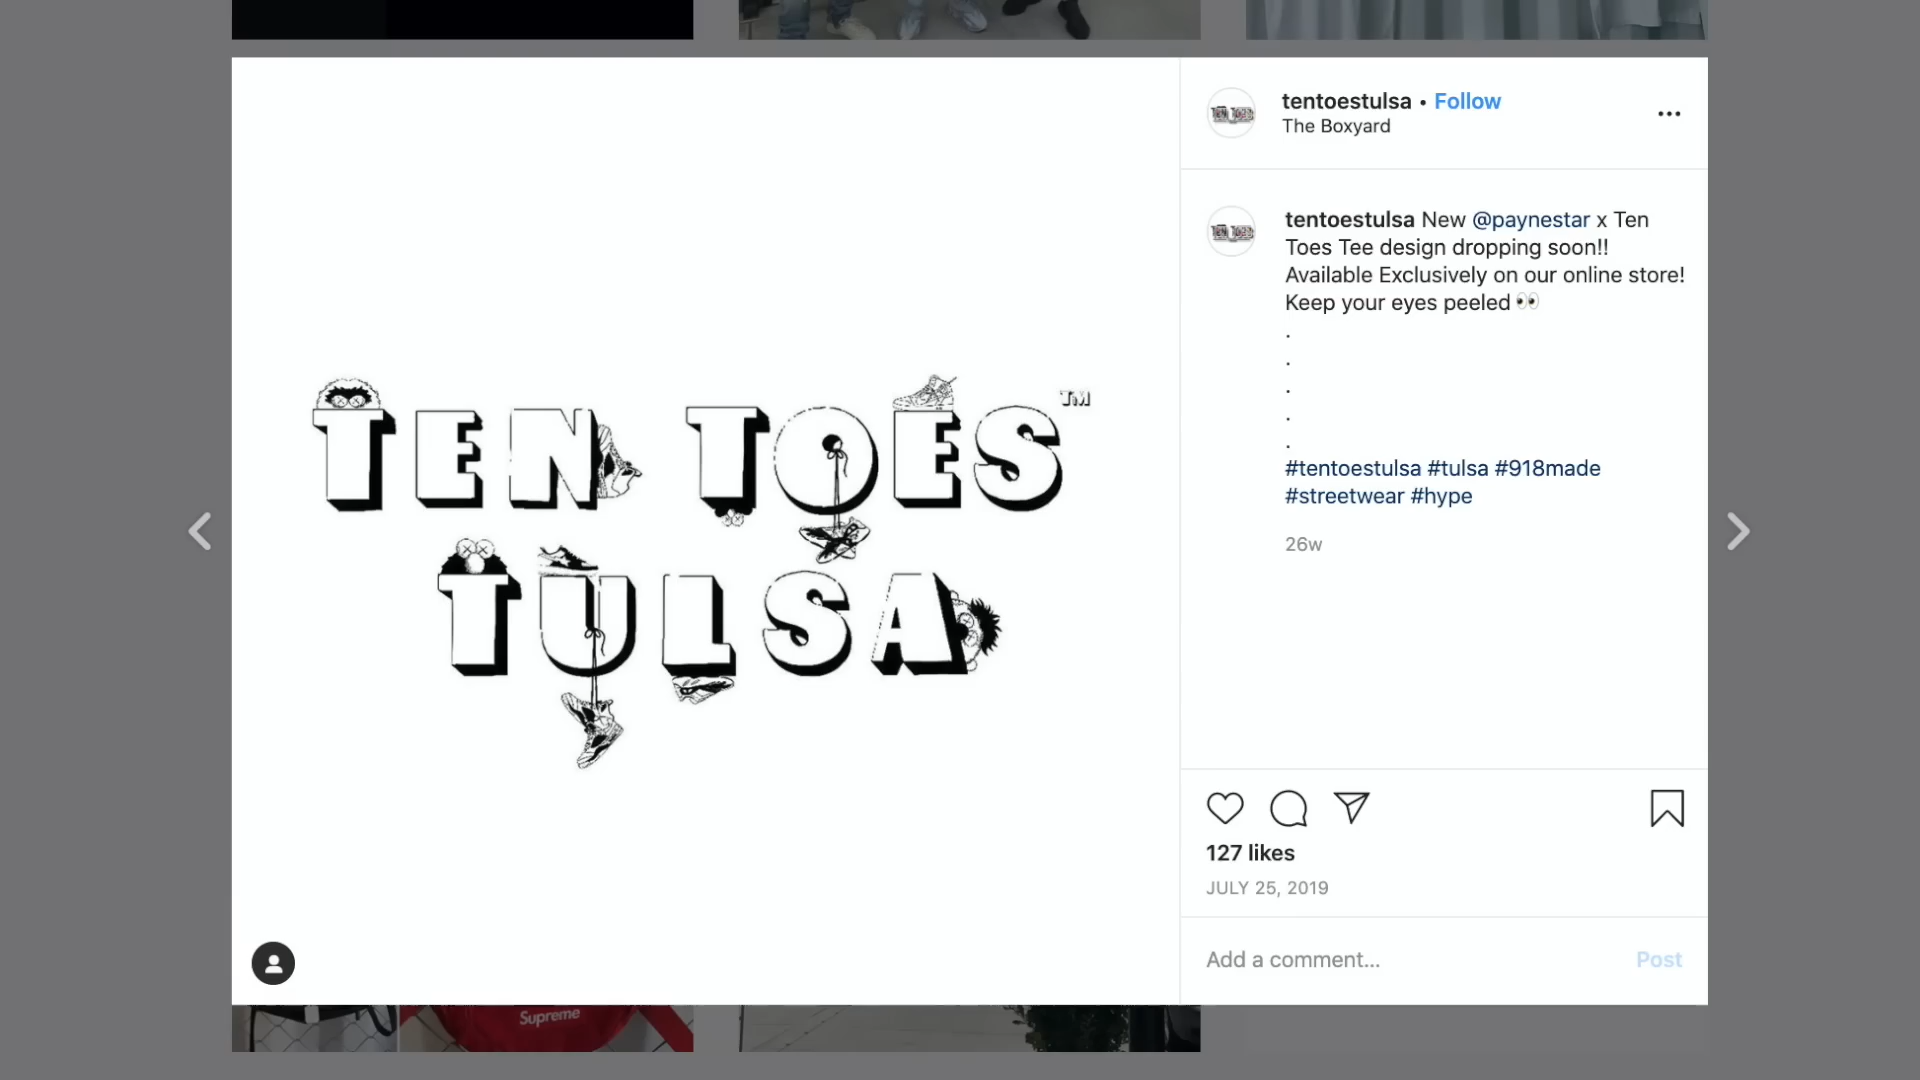 TEN TOES TM
TULSA
tentoestulsa • Follow
The Boxyard
•••
tentoestulsa New @paynestar x Ten
Toes Tee design dropping soon!!
Available Exclusively on our online store!
Keep your eyes peeled 👀
.
.
.
.
.
#tentoestulsa #tulsa #918made
#streetwear #hype
26w
127 likes
JULY 25, 2019
Add a comment... Post
Supreme